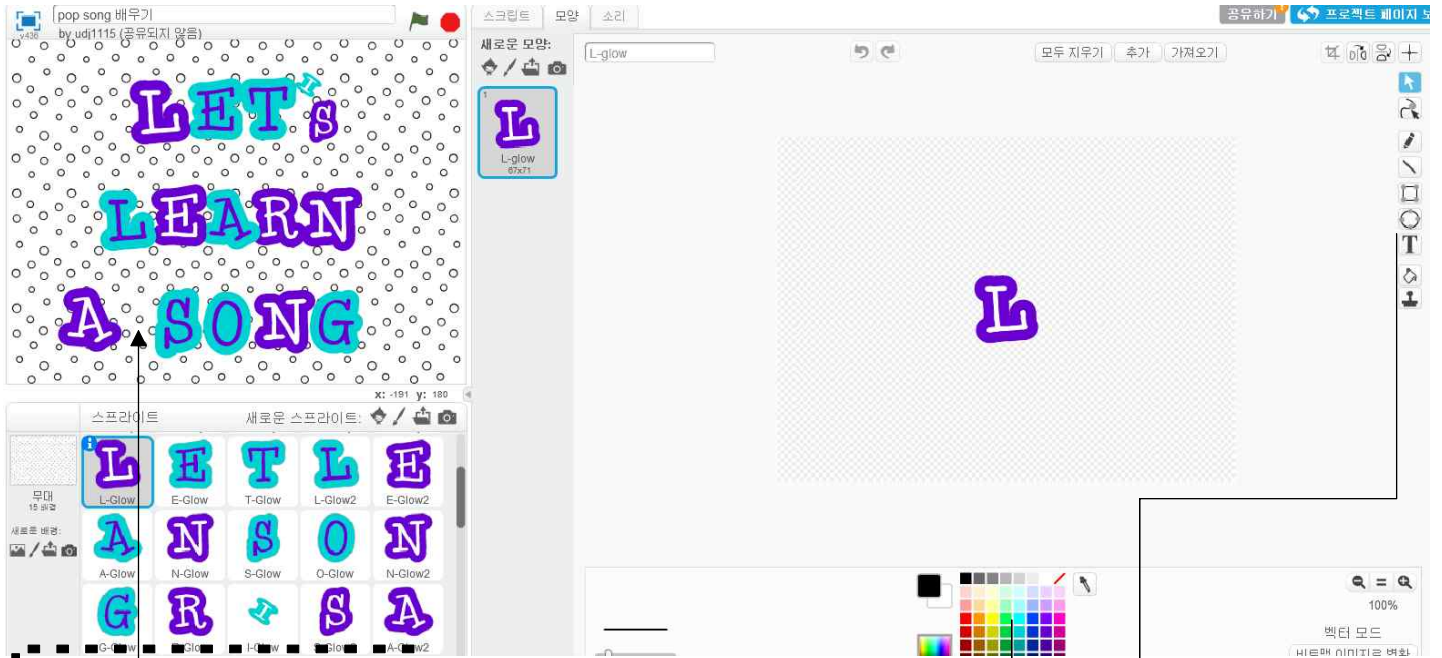 pop song 배우기
by udj1115 (공유되지 않음)
v436
스크립트 모양 소리
공유하기 프로젝트 페이지 보
새로운 모양:
L-glow
모두 지우기 추가 가져오기
1
L-glow
67x71
LET's
LEARN
A SONG
L
x: -191 y: 180
스프라이트 새로운 스프라이트:
무대
15 배경
새로운 배경:
L-Glow E-Glow T-Glow L-Glow2 E-Glow2
A-Glow N-Glow S-Glow O-Glow N-Glow2
T
100%
벡터 모드
비트맵 이미지로 변환